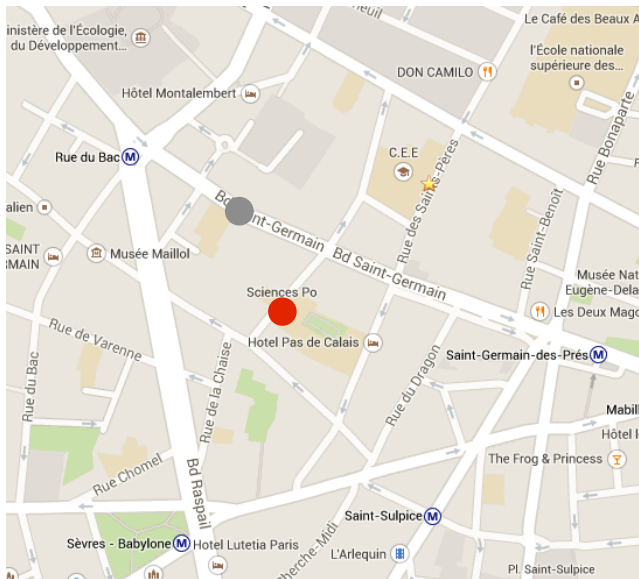 Le Café des Beaux A
inistère de l'Écologie,
du Développement...
l'École nationale
supérieure des...
DON CAMILO
Hôtel Montalembert
Rue Bonaparte
Rue du Bac
M
C.E.E
Rue des Saints-Pères
Rue Saint-Benoît
alien
Bd Saint-Germain
Bd Saint-Germain
SAINT
RMAIN
Musée Maillol
Musée Nat
Eugène-Dela
Sciences Po
Les Deux Mago
Rue de Varenne
Hotel Pas de Calais
Saint-Germain-des-Prés
M
Rue du Bac
Rue de la Chaise
Rue du Dragon
Mabill
Hôtel l
The Frog & Princess
Rue Chomel
Bd Raspail
Saint-Sulpice
M
Sèvres - Babylone
M
Hotel Lutetia Paris
Cherche-Midi
L'Arlequin
Pl. Saint-Sulpice